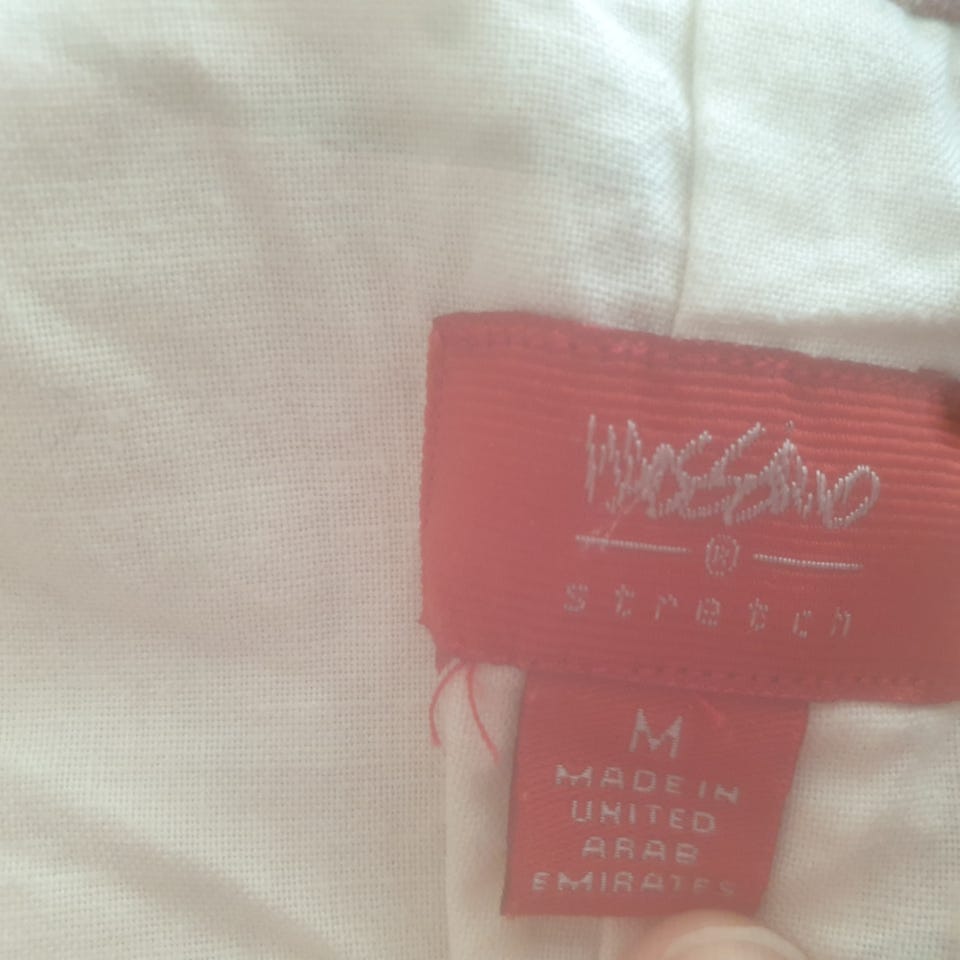 MOSSIMO
®
stretch
M
MADE IN
UNITED
ARAB
EMIRATES